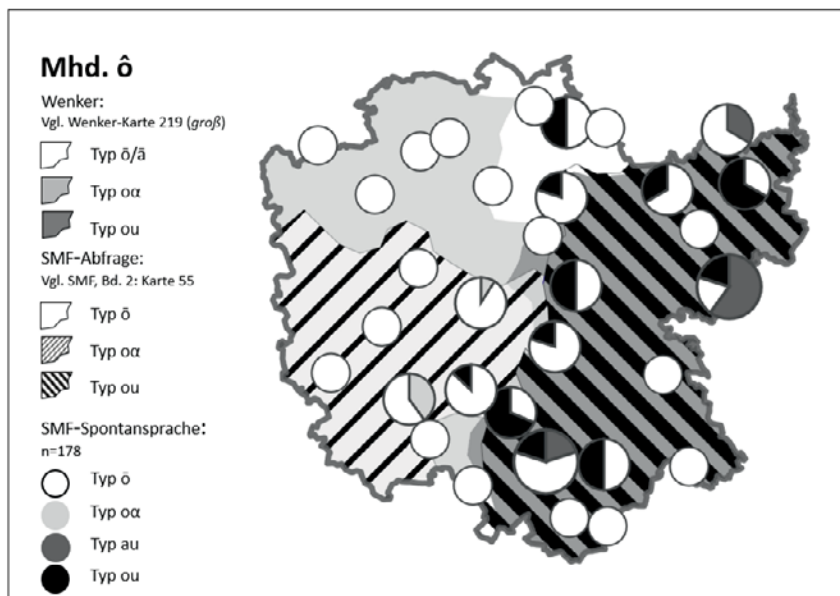 Mhd. ô
Wenker:
Vgl. Wenker-Karte 219 (groß)
Typ ō/ā
Typ oα
Typ ou
SMF-Abfrage:
Vgl. SMF, Bd. 2: Karte 55
Typ ō
Typ oα
Typ ou
SMF-Spontansprache:
n=178
Typ ō
Typ oα
Typ au
Typ ou